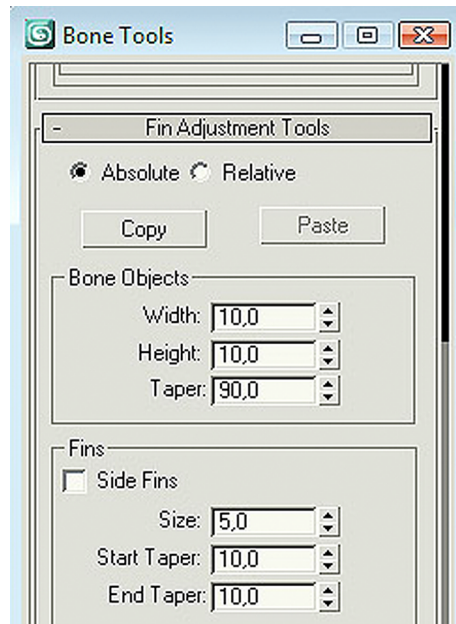 Bone Tools
- Fin Adjustment Tools
Absolute Relative
Copy Paste
Bone Objects
Width: 10,0
Height: 10,0
Taper: 90,0
Fins
Side Fins
Size: 5,0
Start Taper: 10,0
End Taper: 10,0